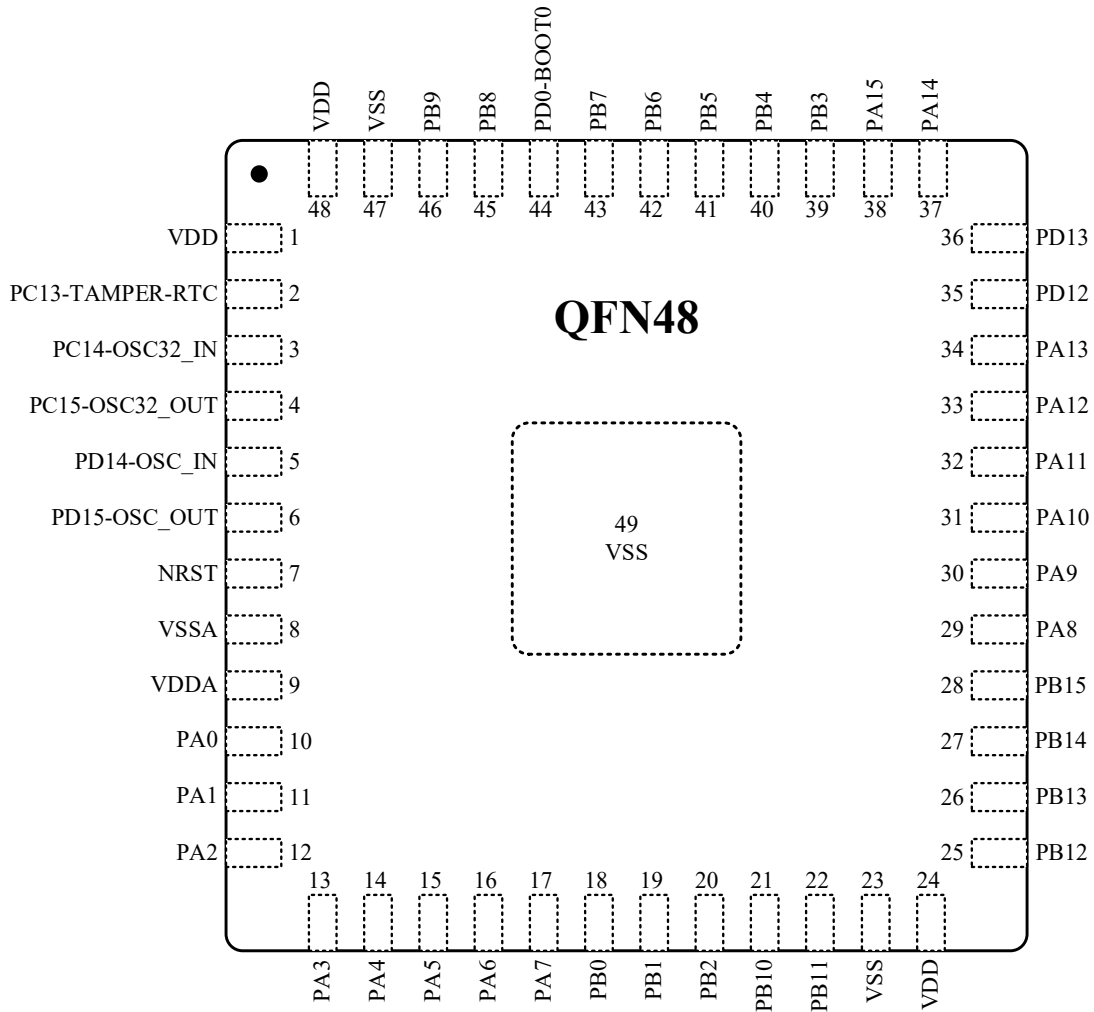 VDD
VSS
PB9
PB8
PD0-BOOT0
PB7
PB6
PB5
PB4
PB3
PA15
PA14
48
47
46
45
44
43
42
41
40
39
38
37
VDD 1
PC13-TAMPER-RTC 2
PC14-OSC32_IN 3
PC15-OSC32_OUT 4
PD14-OSC_IN 5
PD15-OSC_OUT 6
NRST 7
VSSA 8
VDDA 9
PA0 10
PA1 11
PA2 12
QFN48
49
VSS
36 PD13
35 PD12
34 PA13
33 PA12
32 PA11
31 PA10
30 PA9
29 PA8
28 PB15
27 PB14
26 PB13
25 PB12
13
14
15
16
17
18
19
20
21
22
23
24
PA3
PA4
PA5
PA6
PA7
PB0
PB1
PB2
PB10
PB11
VSS
VDD